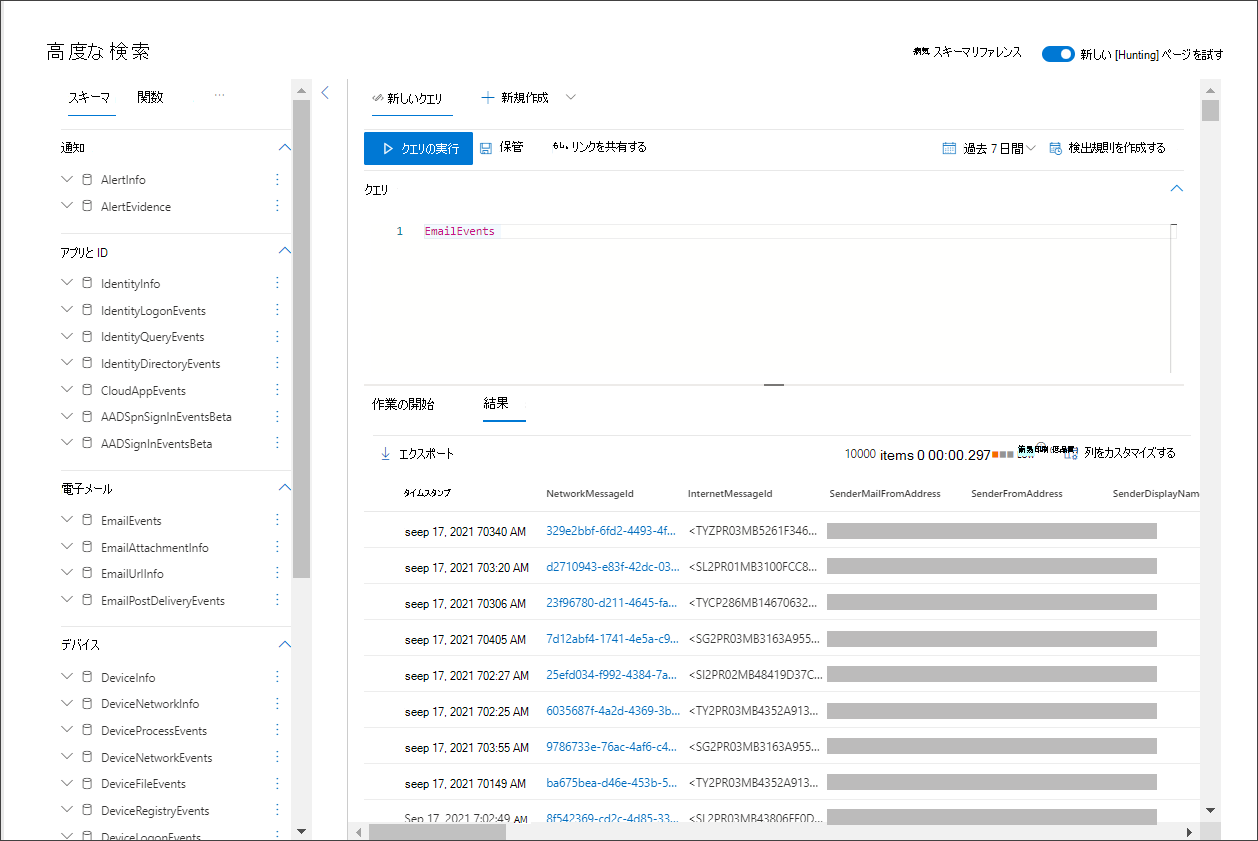 高度な検索
病気 スキーマリファレンス
新しい [Hunting] ページを試す
スキーマ 関数 ...
通知
AlertInfo
AlertEvidence
アプリと ID
IdentityInfo
IdentityLogonEvents
IdentityQueryEvents
IdentityDirectoryEvents
CloudAppEvents
AADSpnSignInEventsBeta
AADSignInEventsBeta
電子メール
EmailEvents
EmailAttachmentInfo
EmailUrlInfo
EmailPostDeliveryEvents
デバイス
DeviceInfo
DeviceNetworkInfo
DeviceProcessEvents
DeviceNetworkEvents
DeviceFileEvents
DeviceRegistryEvents
DeviceLogonEvents
新しいクエリ 新規作成
クエリの実行 保管 もし、リンクを共有する 過去 7 日間 検出規則を作成する
クエリ
1 EmailEvents
作業の開始 結果
エクスポート 10000 items 0 00:00.297 列をカスタマイズする
タイムスタンプ NetworkMessageId InternetMessageId SenderMailFromAddress SenderFromAddress SenderDisplayNam
seep 17, 2021 70340 AM 329e2bbf-6fd2-4493-4f... <TYZPR03MB5261F346...
seep 17, 2021 703:20 AM d2710943-e83f-42dc-03... <SL2PR01MB3100FCC8...
seep 17, 2021 70306 AM 23f96780-d211-4645-fa... <TYCP286MB14670632...
seep 17, 2021 70405 AM 7d12abf4-1741-4e5a-c9... <SG2PR03MB3163A955...
seep 17, 2021 702:27 AM 25efd034-f992-4384-7a... <SI2PR02MB48419D37C...
seep 17, 2021 702:25 AM 6035687f-4a2d-4369-3b... <TY2PR03MB4352A913...
seep 17, 2021 703:55 AM 9786733e-76ac-4af6-c4... <SG2PR03MB3163A955...
seep 17, 2021 70149 AM ba675bea-d46e-453b-5... <TY2PR03MB4352A913...
Sep 17, 2021 7:02:49 AM 8f542369-cd2c-4d85-33... <SL2PR03MB43806FF0D...